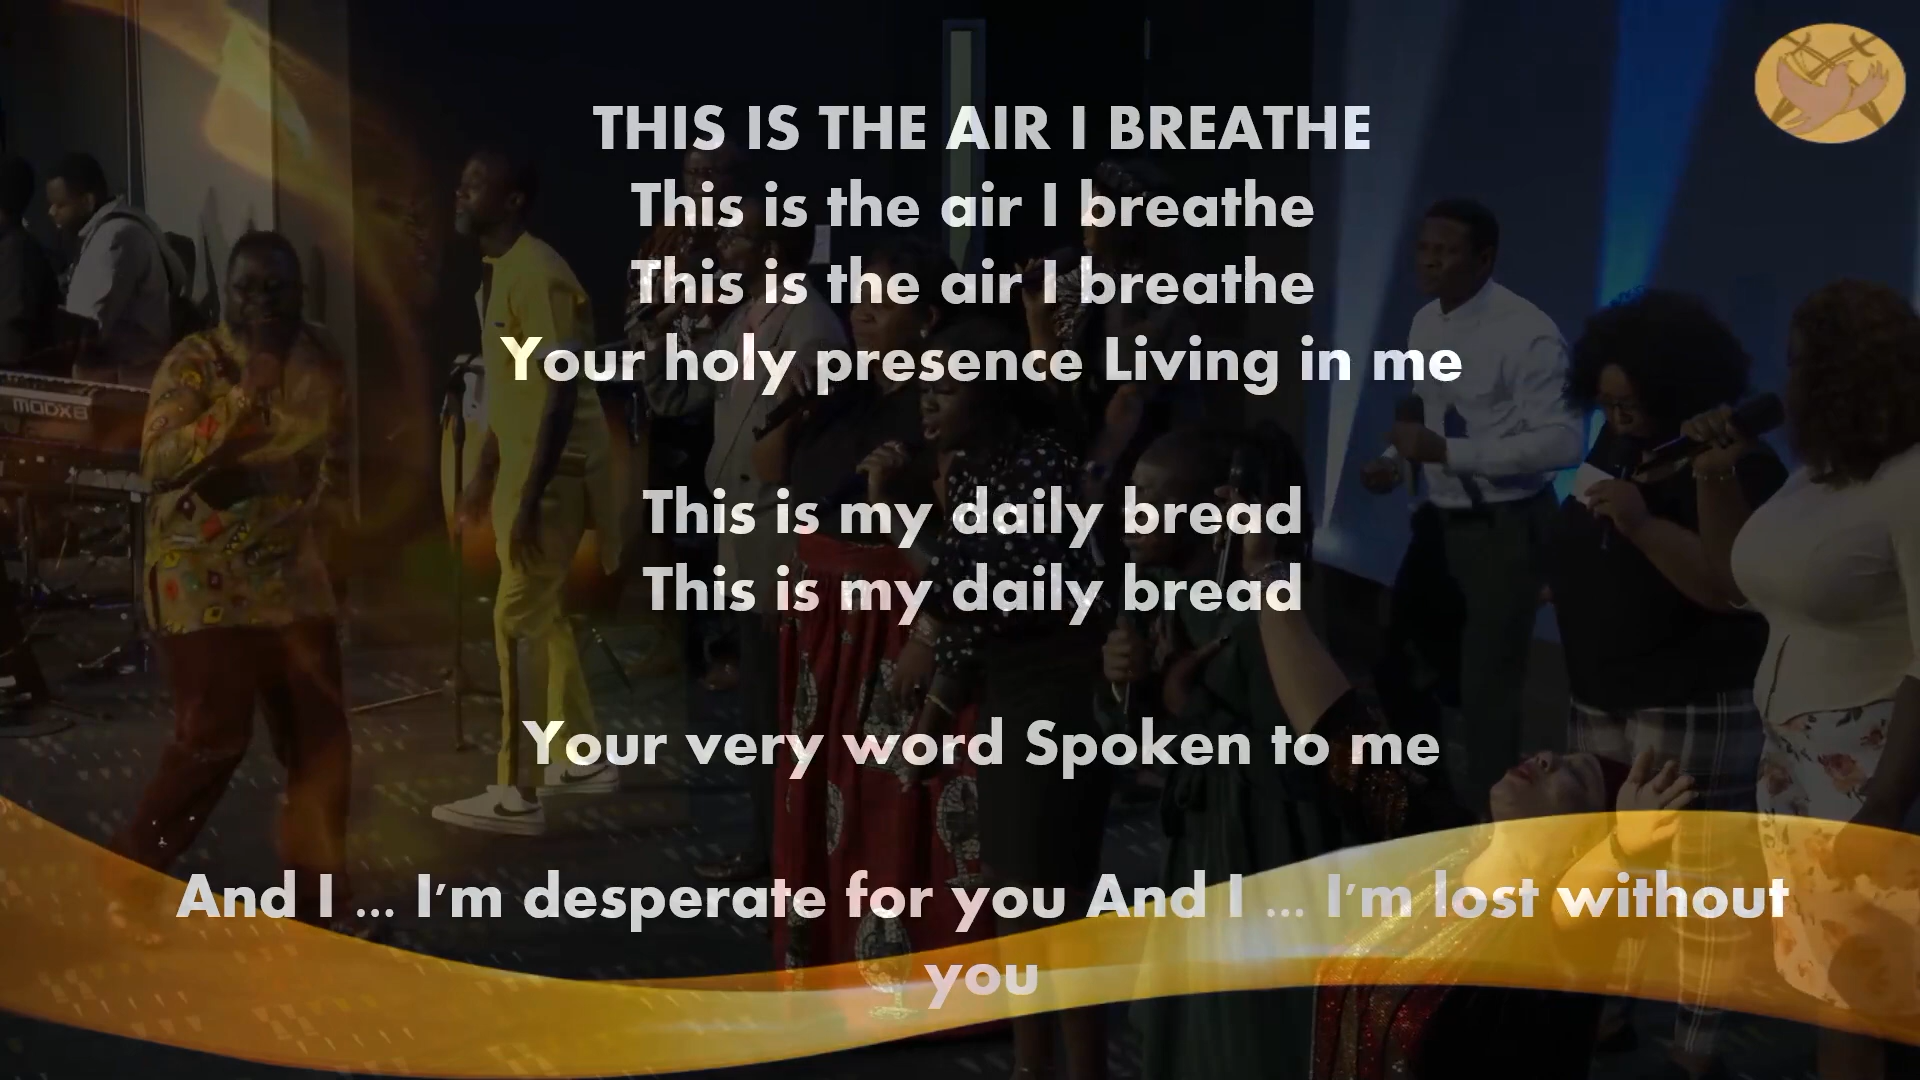 THIS IS THE AIR I BREATHE
This is the air I breathe
This is the air I breathe
Your holy presence Living in me
MODX8
This is my daily bread
This is my daily bread
Your very word Spoken to me
And I ... I'm desperate for you And I ... I'm lost without
you